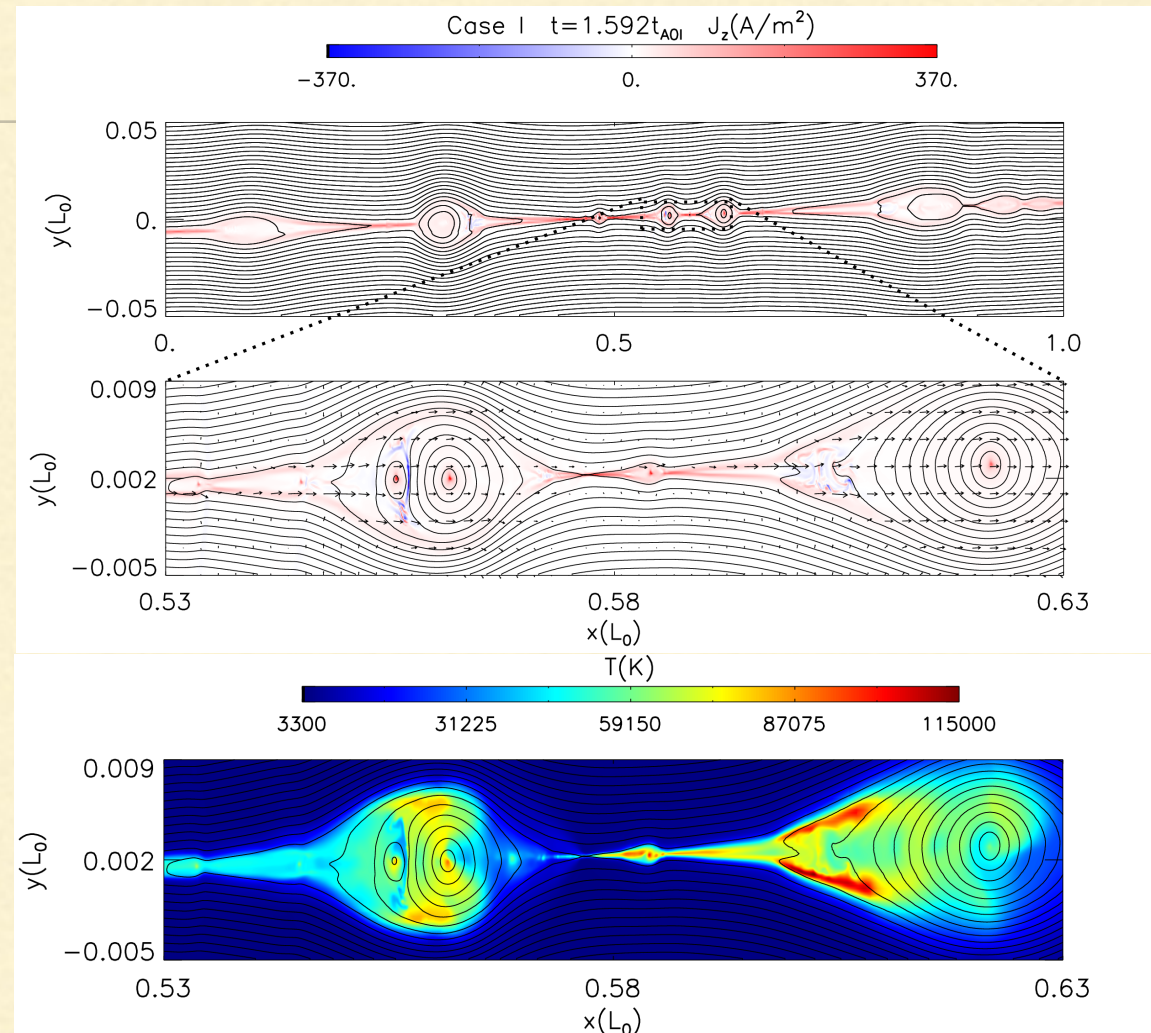 Case I t=1.592t_A0I J_z(A/m²)
-370. 0. 370.
0.05
0.
-0.05
y(L₀)
0. 0.5 1.0
0.009
0.002
-0.005
y(L₀)
0.53 0.58 0.63
x(L₀)
T(K)
3300 31225 59150 87075 115000
0.009
0.002
-0.005
y(L₀)
0.53 0.58 0.63
x(L₀)